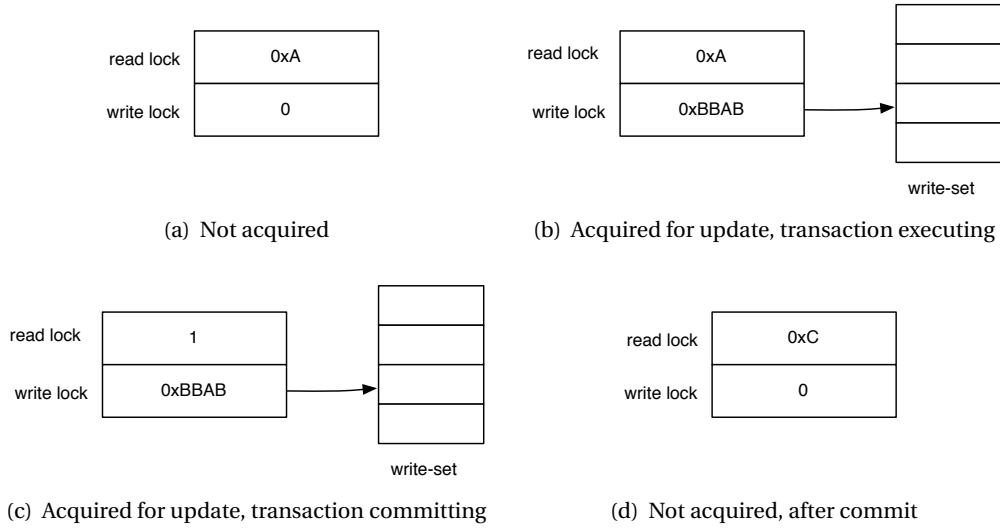 read lock 0xA
write lock 0
(a) Not acquired
read lock 0xA
write lock 0xBBAB
write-set
(b) Acquired for update, transaction executing
read lock 1
write lock 0xBBAB
write-set
(c) Acquired for update, transaction committing
read lock 0xC
write lock 0
(d) Not acquired, after commit